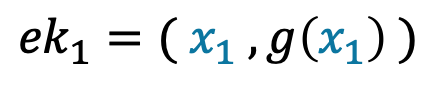 ek₁ = ( x₁ , g(x₁) )